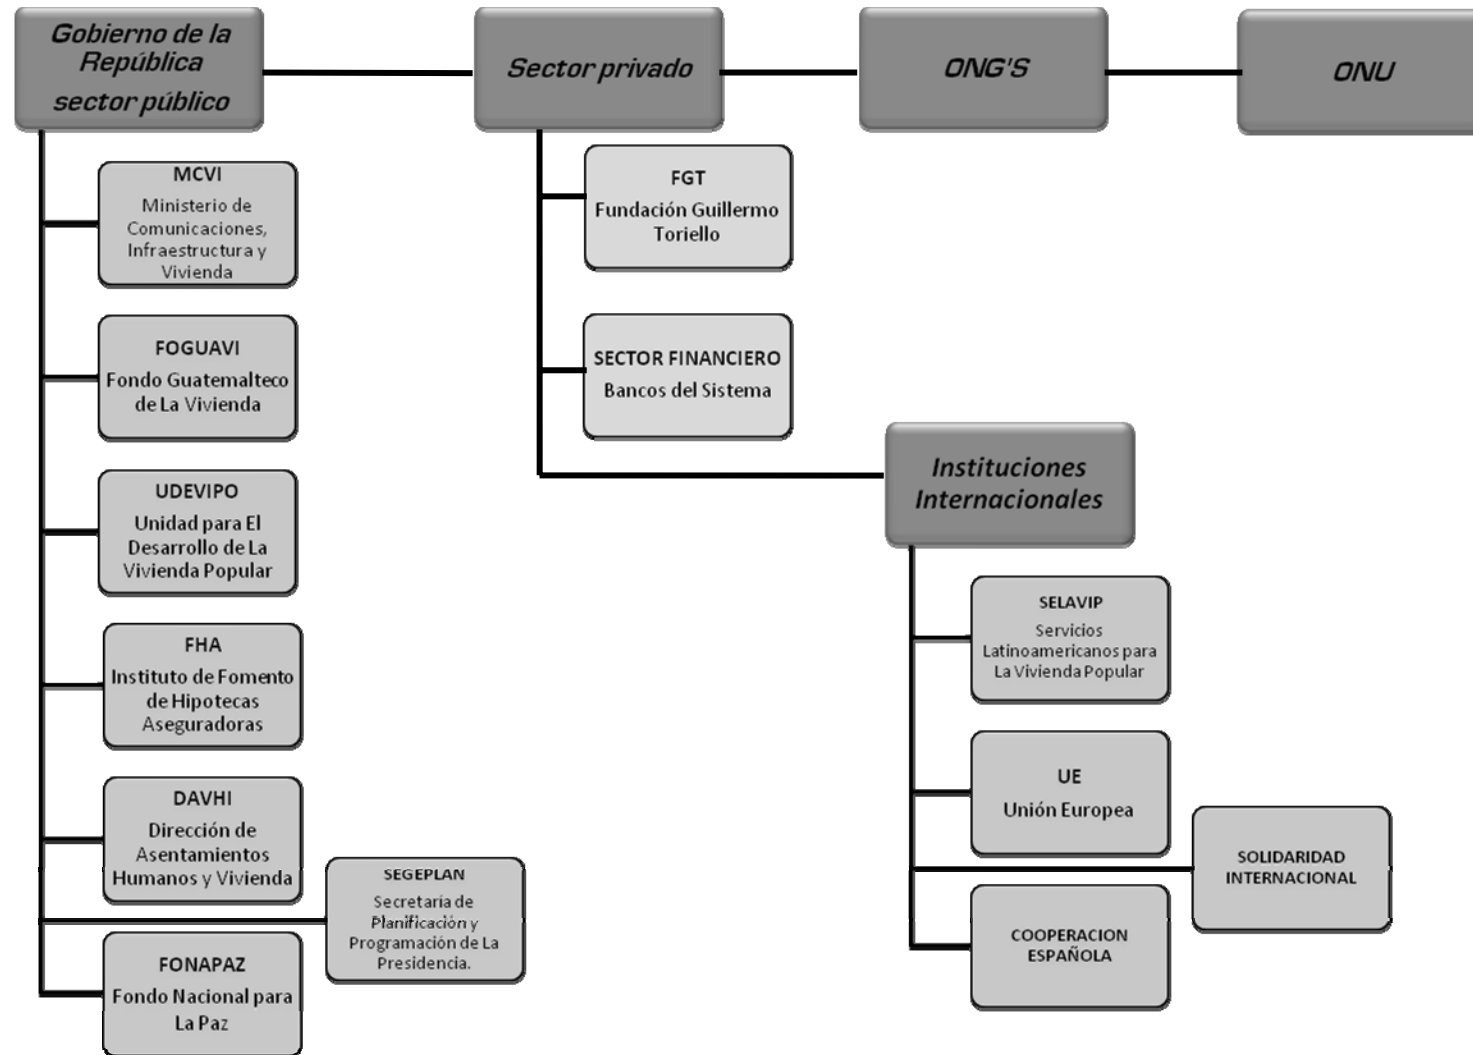 Gobierno de la
República
sector público
Sector privado
ONG'S
ONU
MCVI
Ministerio de
Comunicaciones,
Infraestructura y
Vivienda
FOGUAVI
Fondo Guatemalteco
de La Vivienda
UDEVIPO
Unidad para El
Desarrollo de La
Vivienda Popular
FHA
Instituto de Fomento
de Hipotecas
Aseguradoras
DAVHI
Dirección de
Asentamientos
Humanos y Vivienda
SEGEPLAN
Secretaría de
Planificación y
Programación de La
Presidencia.
FONAPAZ
Fondo Nacional para
La Paz
FGT
Fundación Guillermo
Toriello
SECTOR FINANCIERO
Bancos del Sistema
Instituciones
Internacionales
SELAVIP
Servicios
Latinoamericanos para
La Vivienda Popular
UE
Unión Europea
SOLIDARIDAD
INTERNACIONAL
COOPERACION
ESPAÑOLA